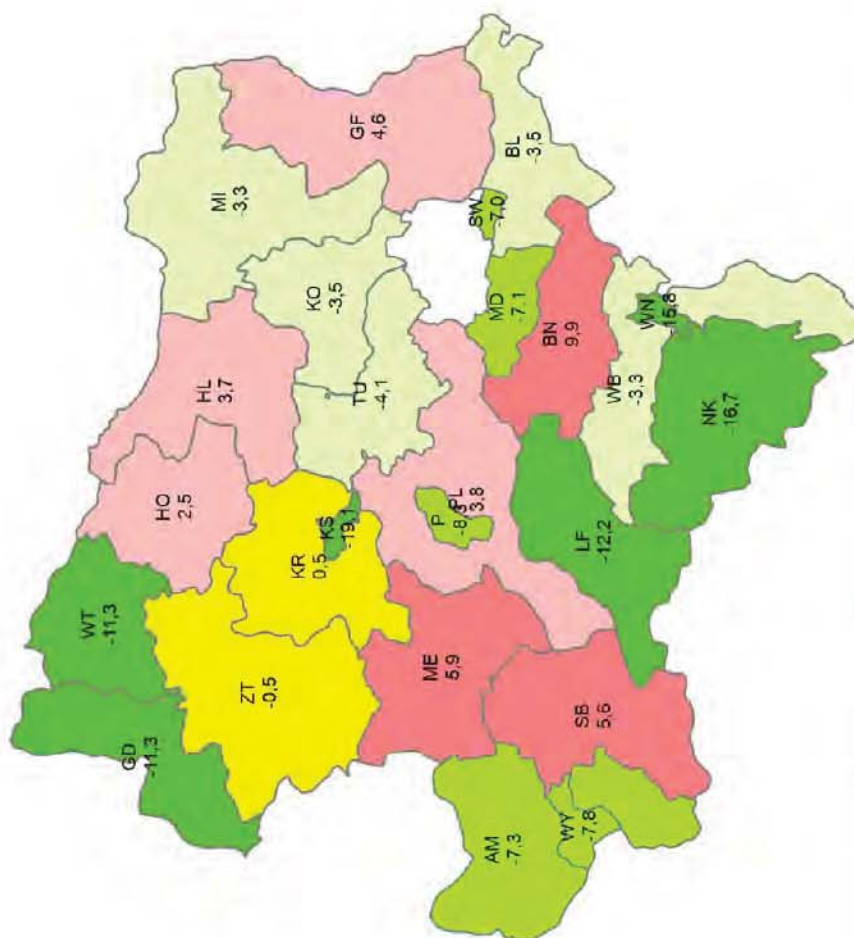 WT
-11,3
GD
-11,3
HO
2,5
HL
3,7
MI
-3,3
ZT
-0,5
KR
0,5
KO
-3,5
KS
-19,1
GF
4,6
TU
-4,1
ME
5,9
P
-8,3
PL
3,8
SW
-7,0
AM
-7,3
MD
-7,1
BL
-3,5
BN
9,9
WY
-7,8
SB
5,6
LF
-12,2
WB
-3,3
WN
-15,8
NK
-16,7